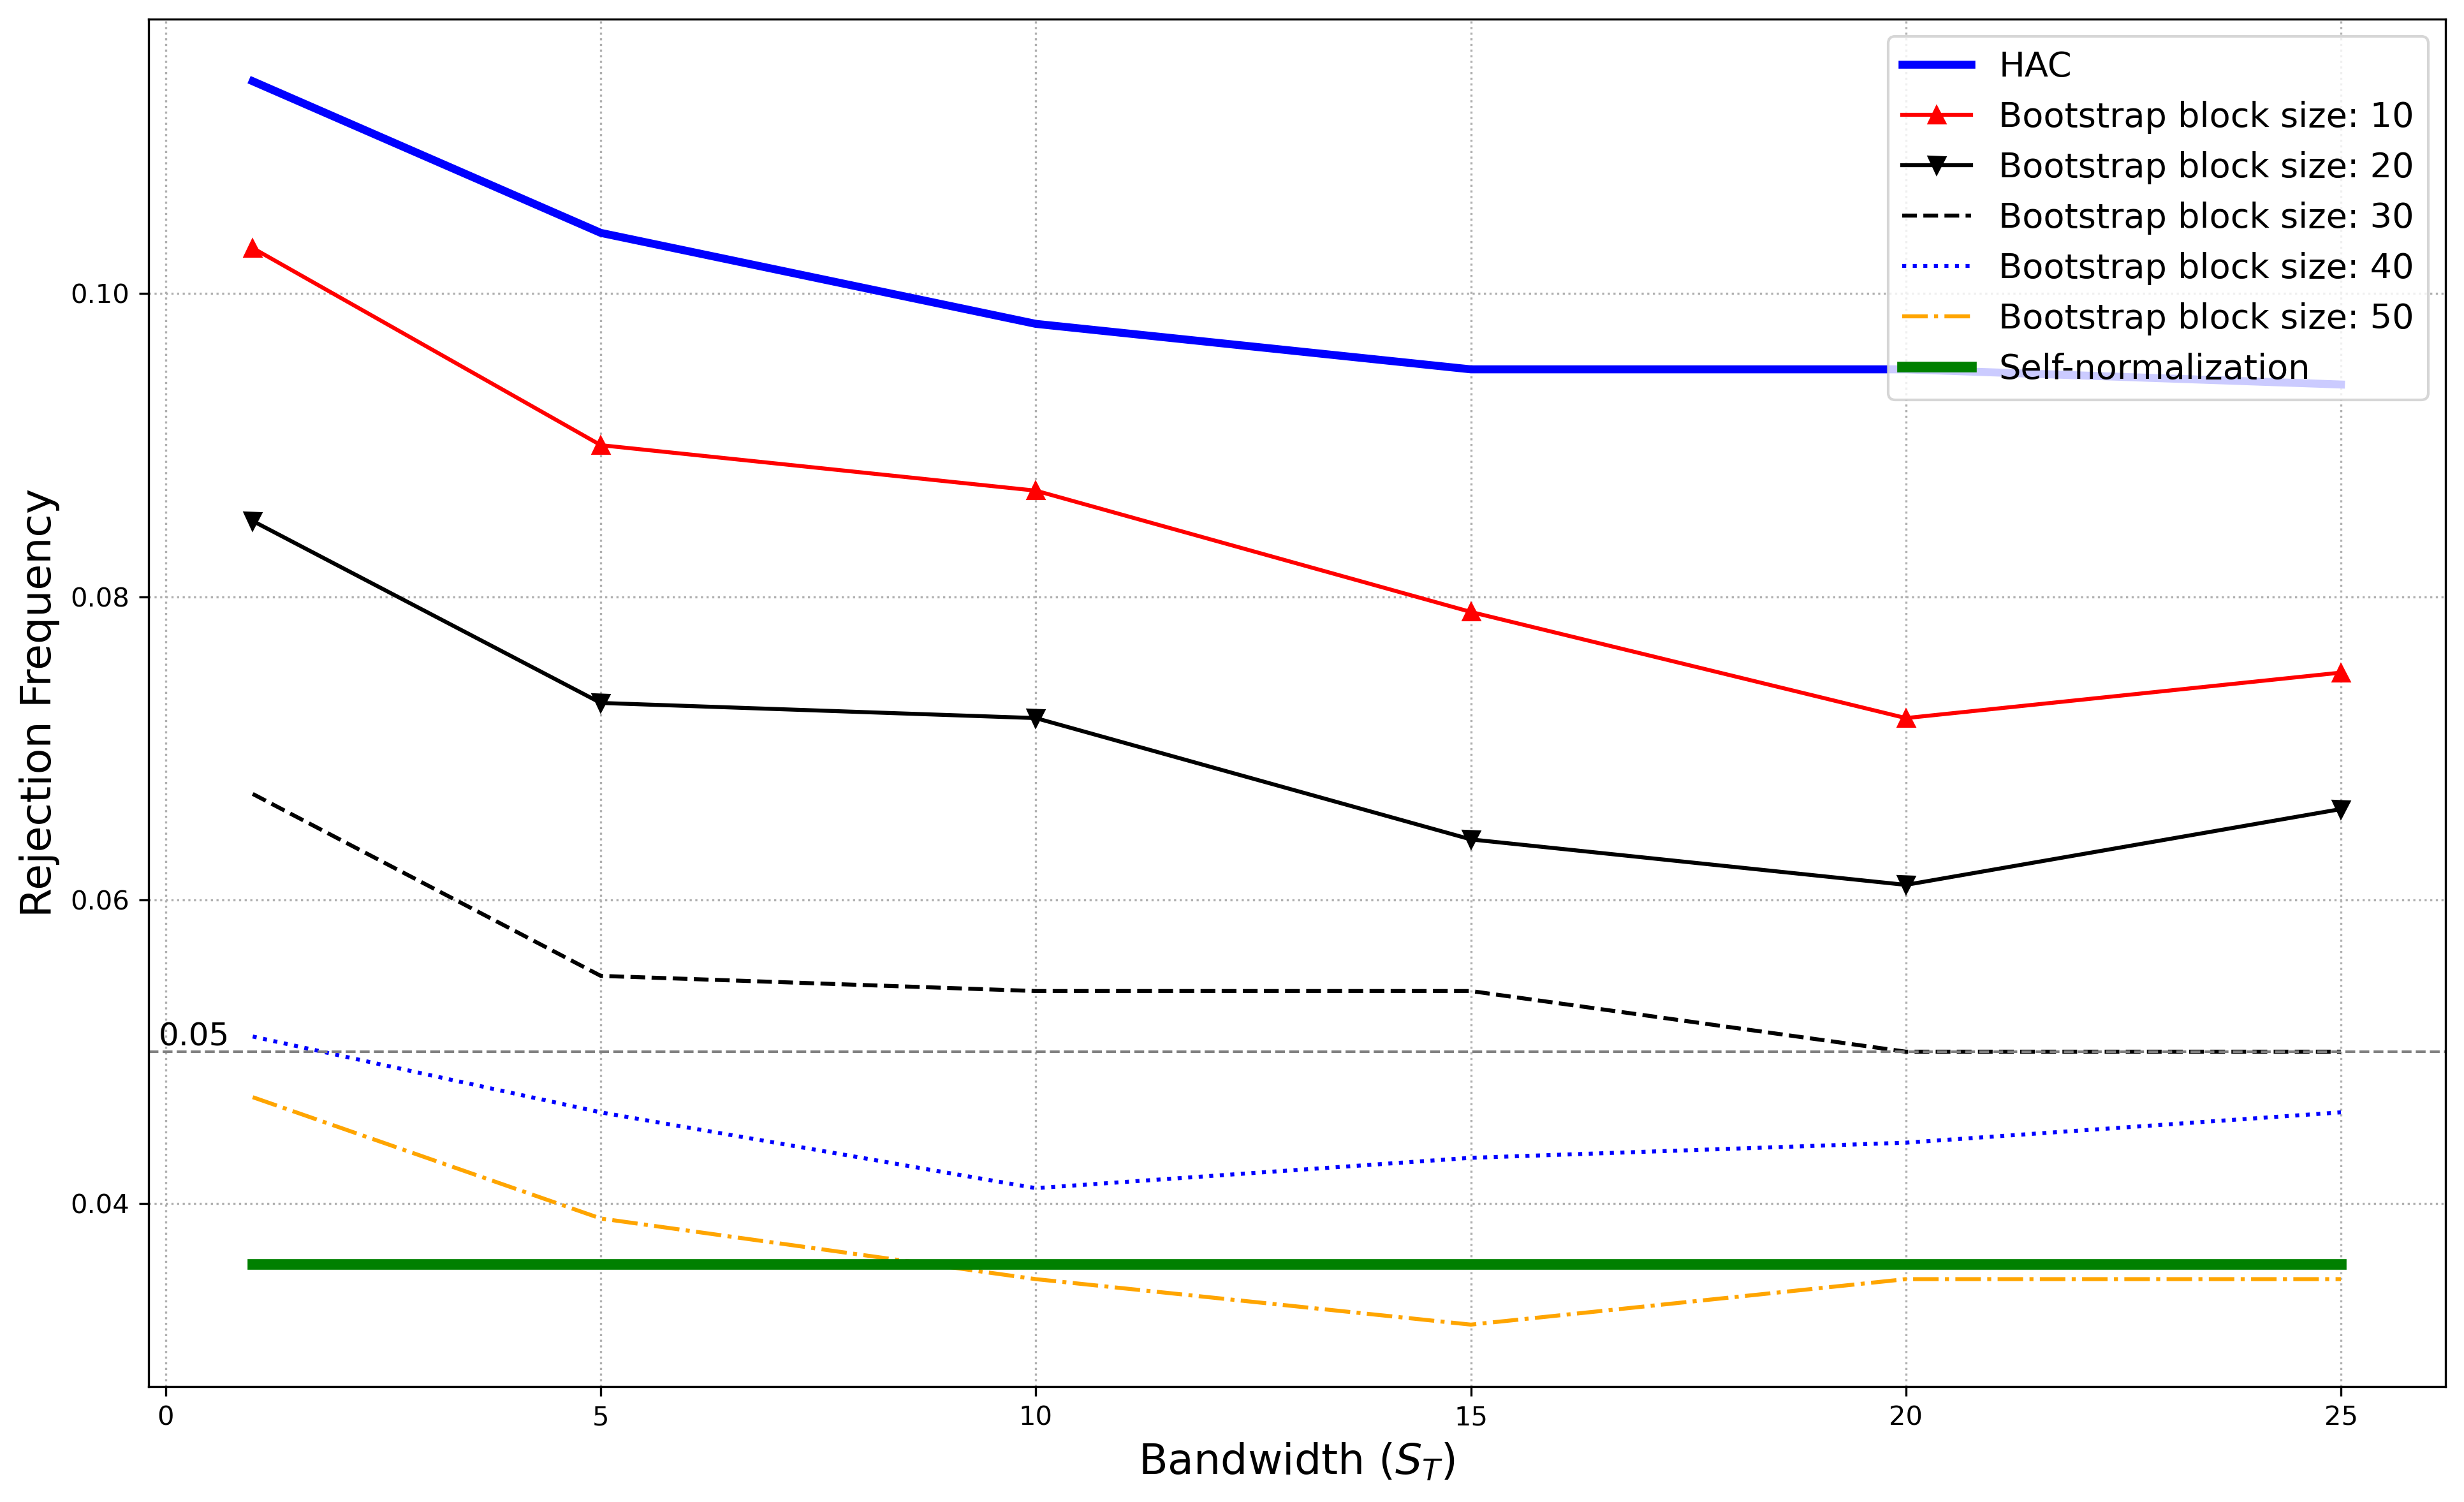 HAC
Bootstrap block size: 10
Bootstrap block size: 20
Bootstrap block size: 30
Bootstrap block size: 40
Bootstrap block size: 50
Self-normalization
0.10
0.08
0.06
0.05
0.04
Rejection Frequency
0 5 10 15 20 25
Bandwidth (S_T)